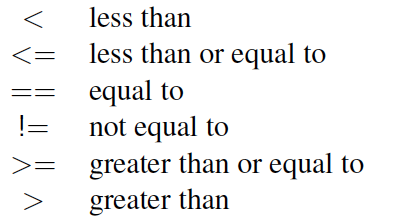 < less than
<= less than or equal to
== equal to
!= not equal to
>= greater than or equal to
> greater than